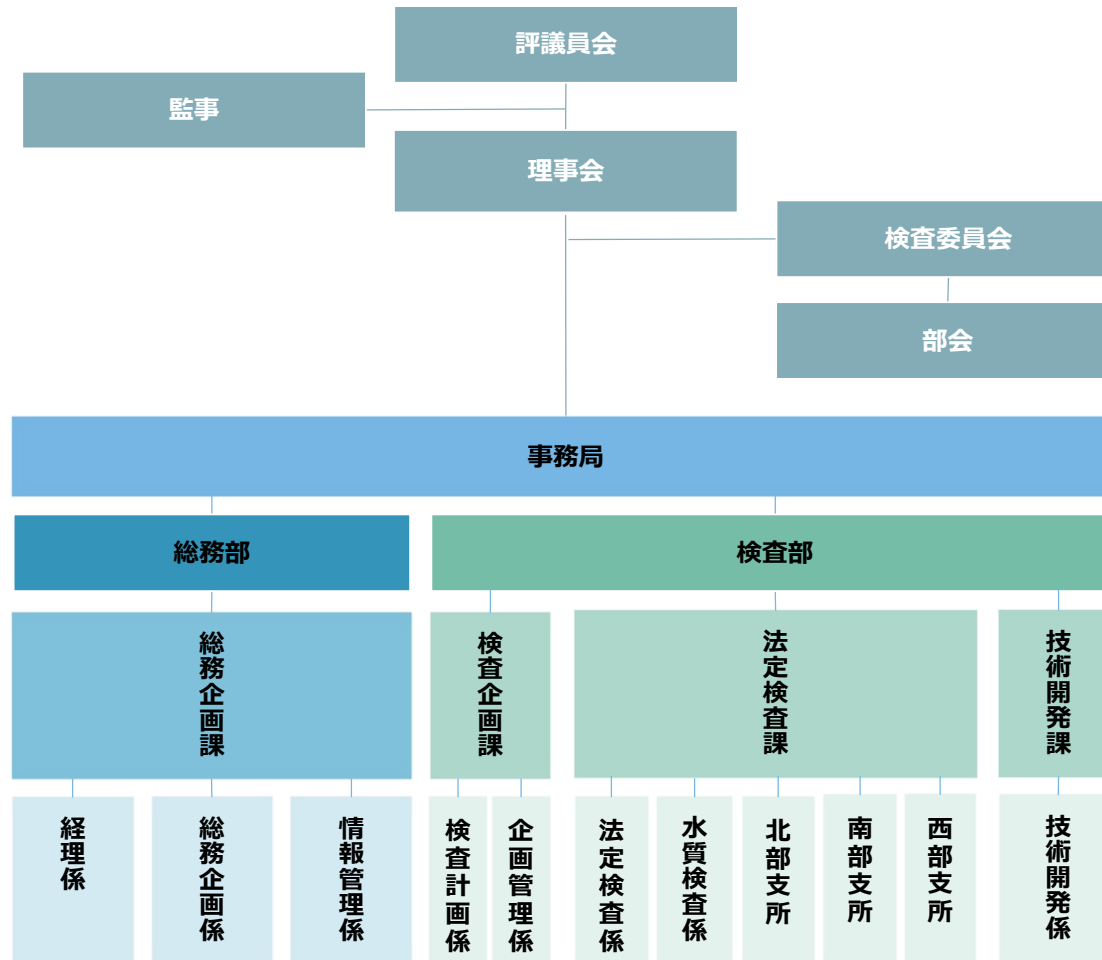 評議員会
監事
理事会
検査委員会
部会
事務局
総務部
検査部
総務企画課
検査企画課
法定検査課
技術開発課
経理係
総務企画係
情報管理係
検査計画係
企画管理係
法定検査係
水質検査係
北部支所
南部支所
西部支所
技術開発係